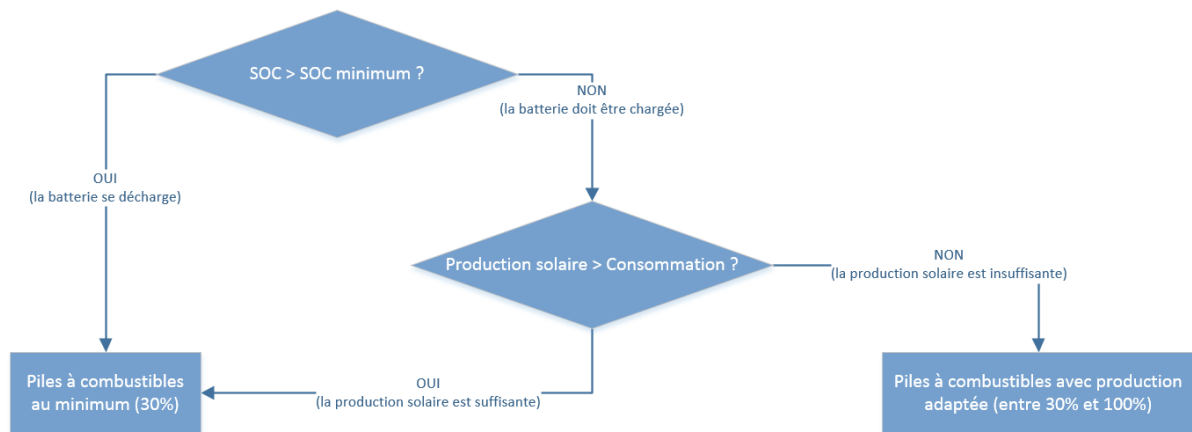 SOC > SOC minimum ?
NON
(la batterie doit être chargée)
OUI
(la batterie se décharge)
Production solaire > Consommation ?
NON
(la production solaire est insuffisante)
Piles à combustibles
au minimum (30%)
OUI
(la production solaire est suffisante)
Piles à combustibles avec production
adaptée (entre 30% et 100%)